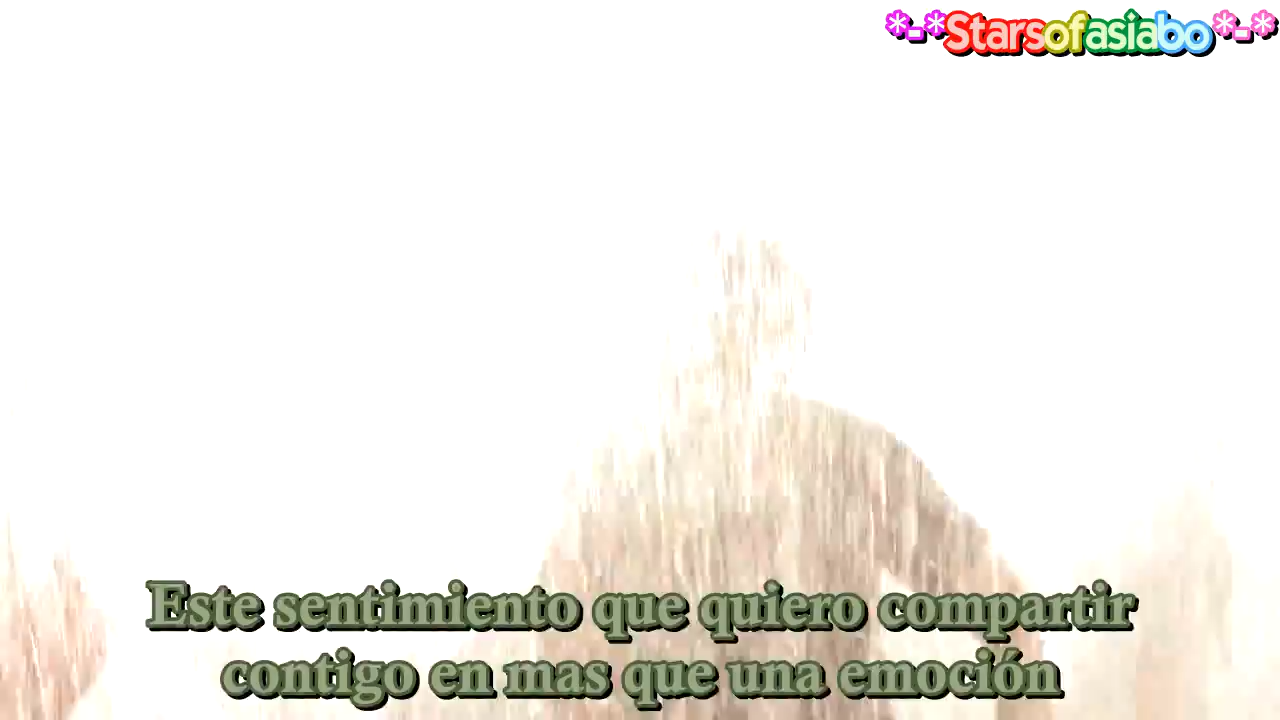 *-*Starsofasiabo*-*
Este sentimiento que quiero compartir
contigo en mas que una emoción